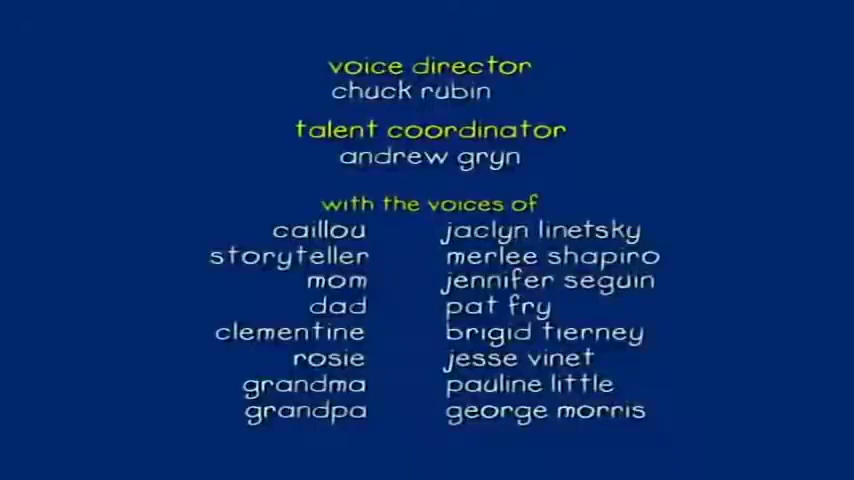 voice director
chuck rubin
talent coordinator
andrew gryn
with the voices of
caillou jaclyn linetsky
storyteller merlee shapiro
mom jennifer seguin
dad pat fry
clementine brigid tierney
rosie jesse vinet
grandma pauline little
grandpa george morris